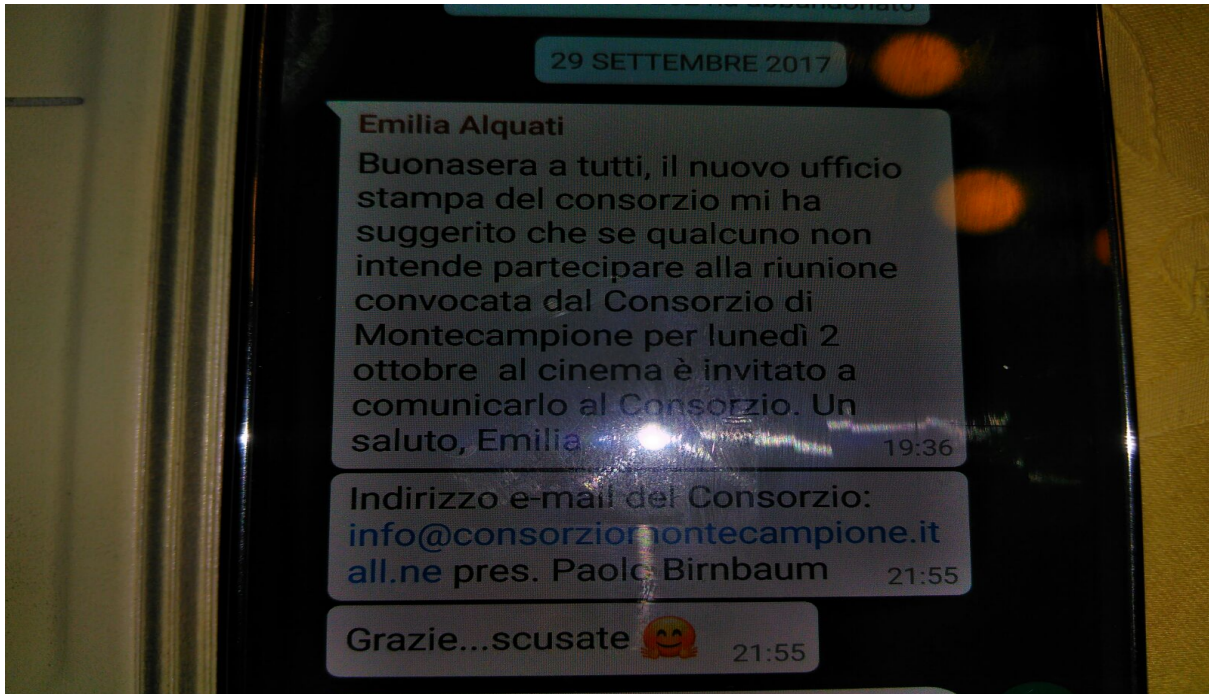 abbandonato
29 SETTEMBRE 2017
Emilia Alquati
Buonasera a tutti, il nuovo ufficio
stampa del consorzio mi ha
suggerito che se qualcuno non
intende partecipare alla riunione
convocata dal Consorzio di
Montecampione per lunedì 2
ottobre al cinema è invitato a
comunicarlo al Consorzio. Un
saluto, Emilia
19:36
Indirizzo e-mail del Consorzio:
info@consorziomontecampione.it
all.ne pres. Paolo Birnbaum
21:55
Grazie...scusate 🤗
21:55